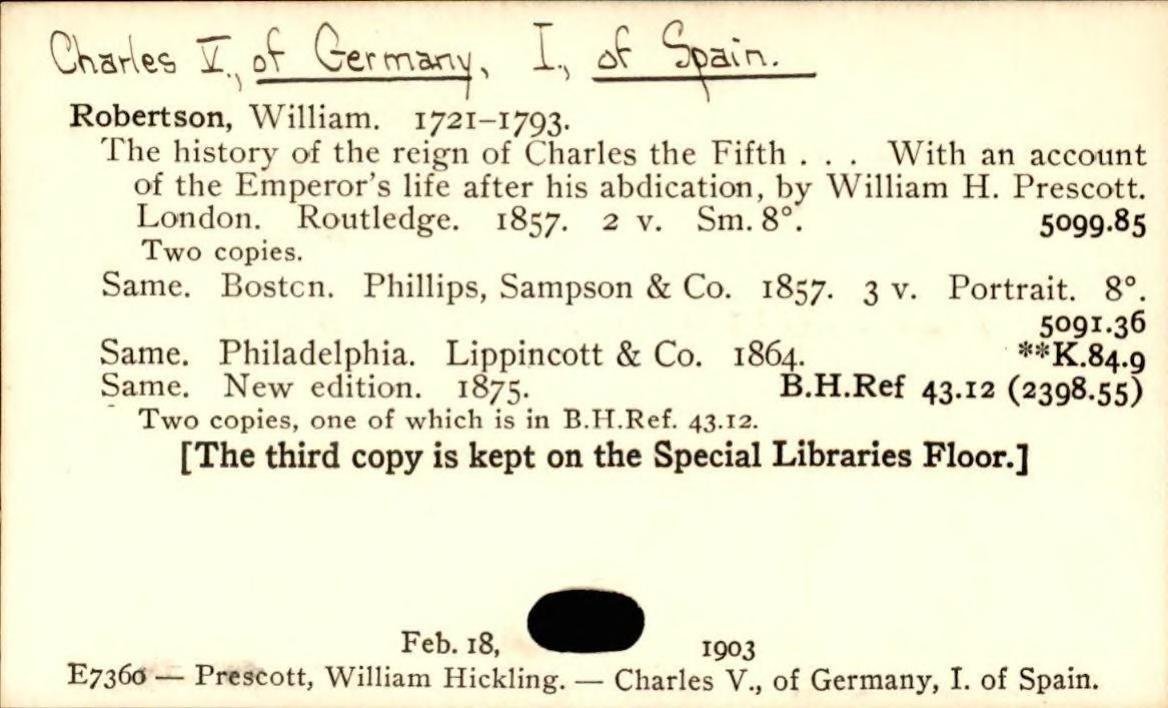 Charles V., of Germany, I., of Spain.
Robertson, William. 1721–1793.
The history of the reign of Charles the Fifth . . . With an account
of the Emperor's life after his abdication, by William H. Prescott.
London. Routledge. 1857. 2 v. Sm. 8°. 5099.85
Two copies.
Same. Bostcn. Phillips, Sampson & Co. 1857. 3 v. Portrait. 8°.
5091.36
Same. Philadelphia. Lippincott & Co. 1864. **K.84.9
Same. New edition. 1875. B.H.Ref 43.12 (2398.55)
Two copies, one of which is in B.H.Ref. 43.12.
[The third copy is kept on the Special Libraries Floor.]
Feb. 18, 1903
E7360 — Prescott, William Hickling. — Charles V., of Germany, I. of Spain.